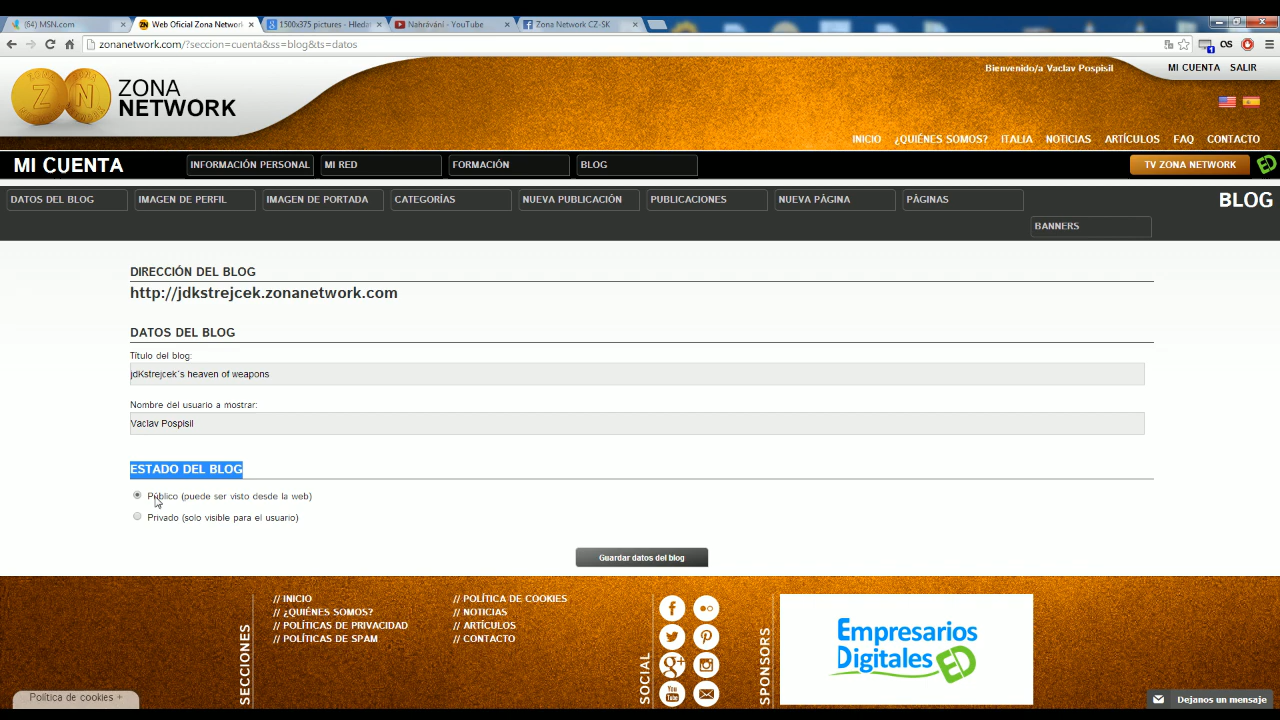 (64) MSN.com
Web Oficial Zona Network
1500x375 pictures - Hledat
Nahrávání - YouTube
Zona Network CZ-SK
zonanetwork.com/?seccion=cuenta&ss=blog&ts=datos
ZONA
NETWORK
Bienvenido/a Vaclav Pospisil
MI CUENTA SALIR
INICIO ¿QUIÉNES SOMOS? ITALIA NOTICIAS ARTÍCULOS FAQ CONTACTO
MI CUENTA
INFORMACIÓN PERSONAL
MI RED
FORMACIÓN
BLOG
TV ZONA NETWORK
ED
DATOS DEL BLOG
IMAGEN DE PERFIL
IMAGEN DE PORTADA
CATEGORÍAS
NUEVA PUBLICACIÓN
PUBLICACIONES
NUEVA PÁGINA
PÁGINAS
BLOG
BANNERS
DIRECCIÓN DEL BLOG
http://jdkstrejcek.zonanetwork.com
DATOS DEL BLOG
Título del blog:
jdKstrejcek´s heaven of weapons
Nombre del usuario a mostrar:
Vaclav Pospisil
ESTADO DEL BLOG
Público (puede ser visto desde la web)
Privado (solo visible para el usuario)
Guardar datos del blog
SECCIONES
// INICIO
// ¿QUIÉNES SOMOS?
// POLÍTICAS DE PRIVACIDAD
// POLÍTICAS DE SPAM
// POLÍTICA DE COOKIES
// NOTICIAS
// ARTÍCULOS
// CONTACTO
SOCIAL
SPONSORS
Empresarios
Digitales ED
Política de cookies +
Dejanos un mensaje